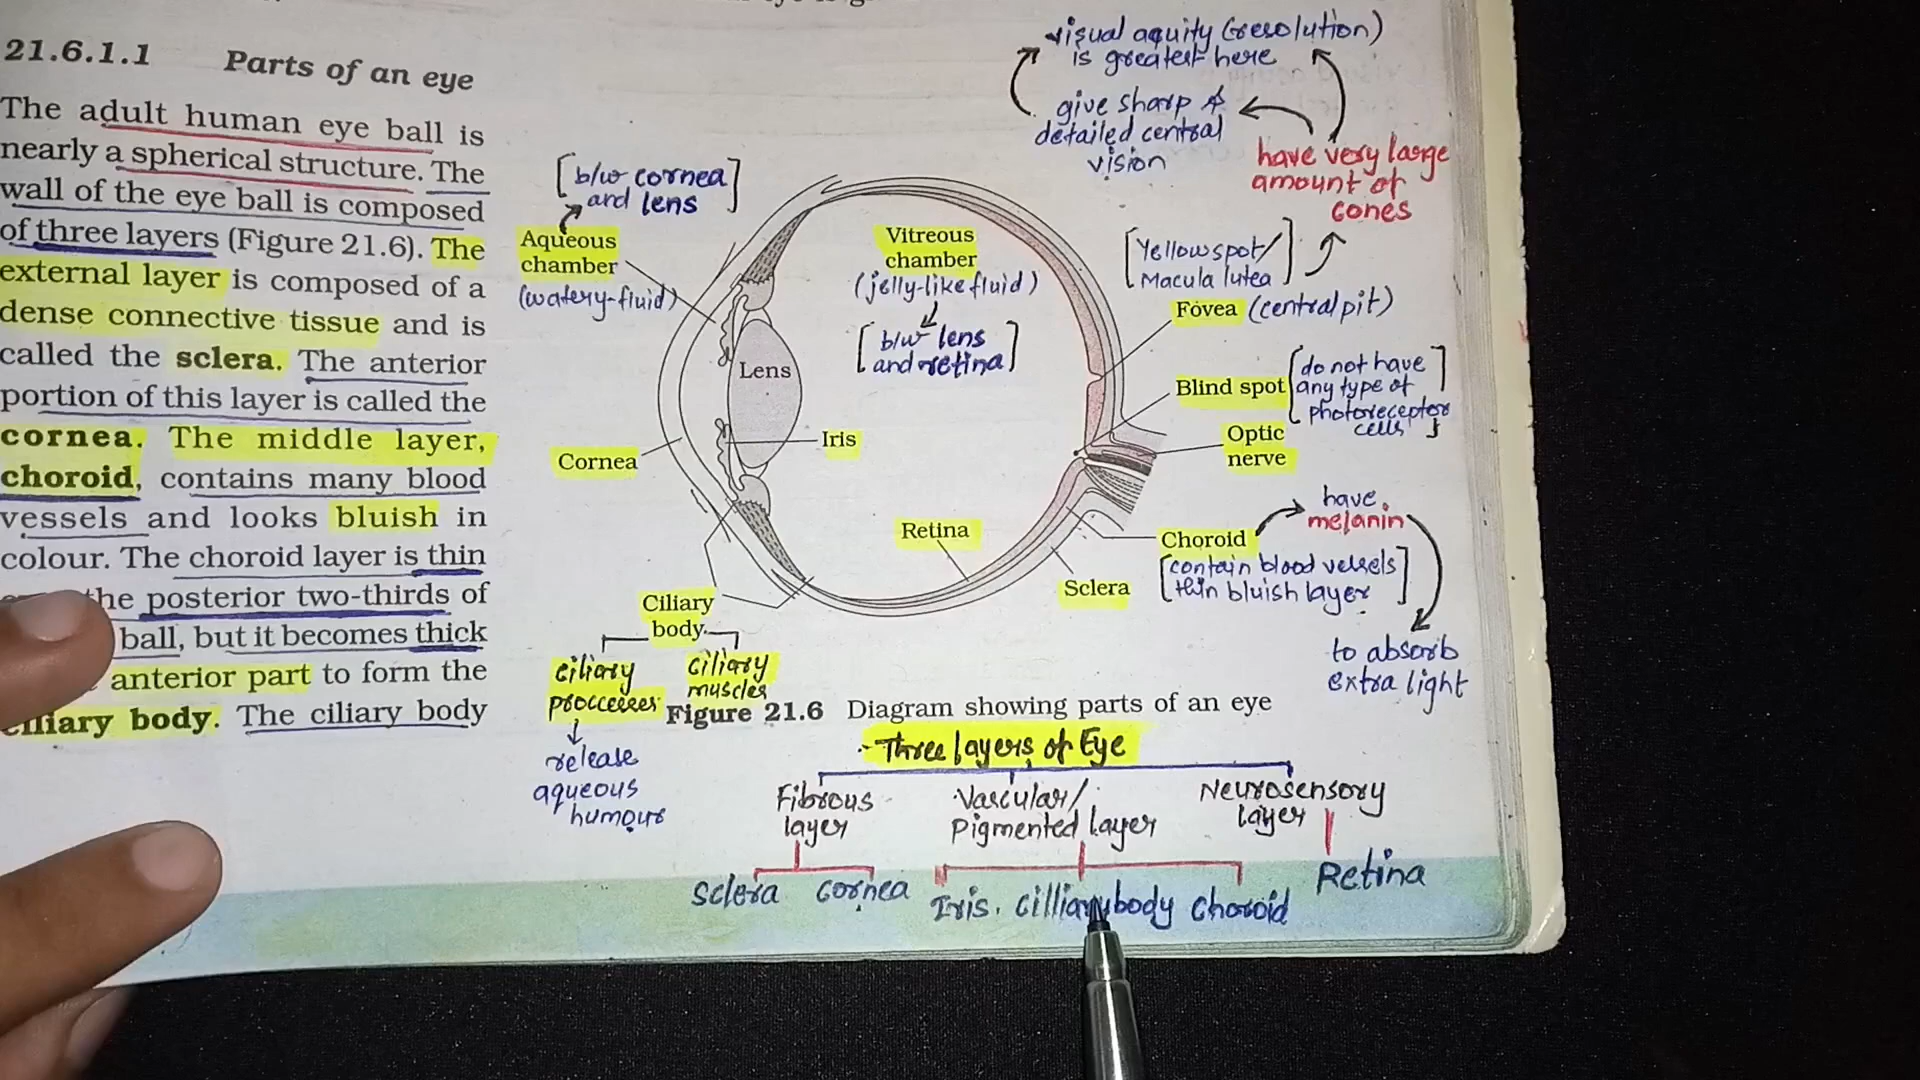 21.6.1.1 Parts of an eye
The adult human eye ball is
nearly a spherical structure. The
wall of the eye ball is composed
of three layers (Figure 21.6). The
external layer is composed of a
dense connective tissue and is
called the sclera. The anterior
portion of this layer is called the
cornea. The middle layer,
choroid, contains many blood
vessels and looks bluish in
colour. The choroid layer is thin
the posterior two-thirds of
ball, but it becomes thick
anterior part to form the
ciliary body. The ciliary body
visual aquity (resolution)
is greatest here
give sharp &
detailed central
vision
have very large
amount of
cones
[b/w cornea
and lens]
Aqueous
chamber
(watery-fluid)
Vitreous
chamber
(jelly-like fluid)
[b/w lens
and retina]
[Yellow spot/
Macula lutea]
Fovea (central pit)
Lens
Blind spot
[do not have
any type of
photoreceptor
cells]
Iris
Optic
nerve
Cornea
Retina
Choroid
have
melanin
[contain blood vessels
thin bluish layer]
Sclera
to absorb
extra light
Ciliary
body
ciliary
proccesses
ciliary
muscles
release
aqueous
humour
Figure 21.6 Diagram showing parts of an eye
Three layers of Eye
Fibrous
layer
Vascular/
Pigmented layer
Neurosensory
layer
Sclera cornea
Iris. cilliary body choroid
Retina